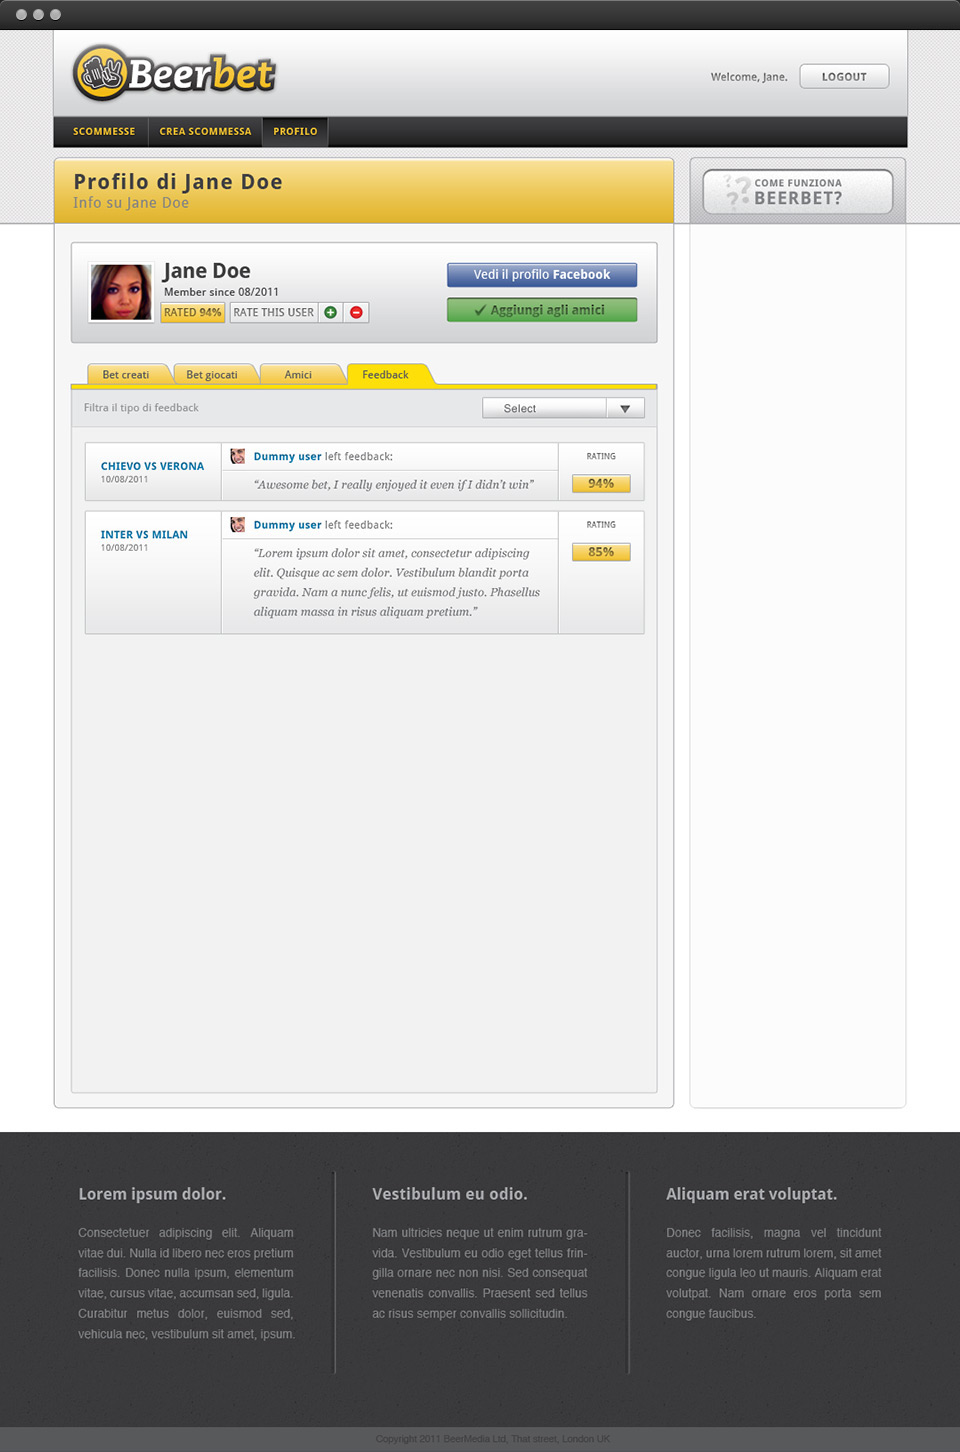 Beerbet
Welcome, Jane.
LOGOUT
SCOMMESSE
CREA SCOMMESSA
PROFILO
Profilo di Jane Doe
Info su Jane Doe
COME FUNZIONA
BEERBET?
Jane Doe
Member since 08/2011
RATED 94%
RATE THIS USER
Vedi il profilo Facebook
Aggiungi agli amici
Bet creati
Bet giocati
Amici
Feedback
Filtra il tipo di feedback
Select
CHIEVO VS VERONA
10/08/2011
Dummy user left feedback:
“Awesome bet, I really enjoyed it even if I didn't win”
RATING
94%
INTER VS MILAN
10/08/2011
Dummy user left feedback:
“Lorem ipsum dolor sit amet, consectetur adipiscing
elit. Quisque ac sem dolor. Vestibulum blandit porta
gravida. Nam a nunc felis, ut euismod justo. Phasellus
aliquam massa in risus aliquam pretium.”
RATING
85%
Lorem ipsum dolor.
Consectetuer adipiscing elit. Aliquam
vitae dui. Nulla id libero nec eros pretium
facilisis. Donec nulla ipsum, elementum
vitae, cursus vitae, accumsan sed, ligula.
Curabitur metus dolor, euismod sed,
vehicula nec, vestibulum sit amet, ipsum.
Vestibulum eu odio.
Nam ultricies neque ut enim rutrum gra-
vida. Vestibulum eu odio eget tellus frin-
gilla ornare nec non nisi. Sed consequat
venenatis convallis. Praesent sed tellus
ac risus semper convallis sollicitudin.
Aliquam erat voluptat.
Donec facilisis, magna vel tincidunt
auctor, urna lorem rutrum lorem, sit amet
congue ligula leo ut mauris. Aliquam erat
volutpat. Nam ornare eros porta sem
congue faucibus.
Copyright 2011 BeerMedia Ltd, That street, London UK